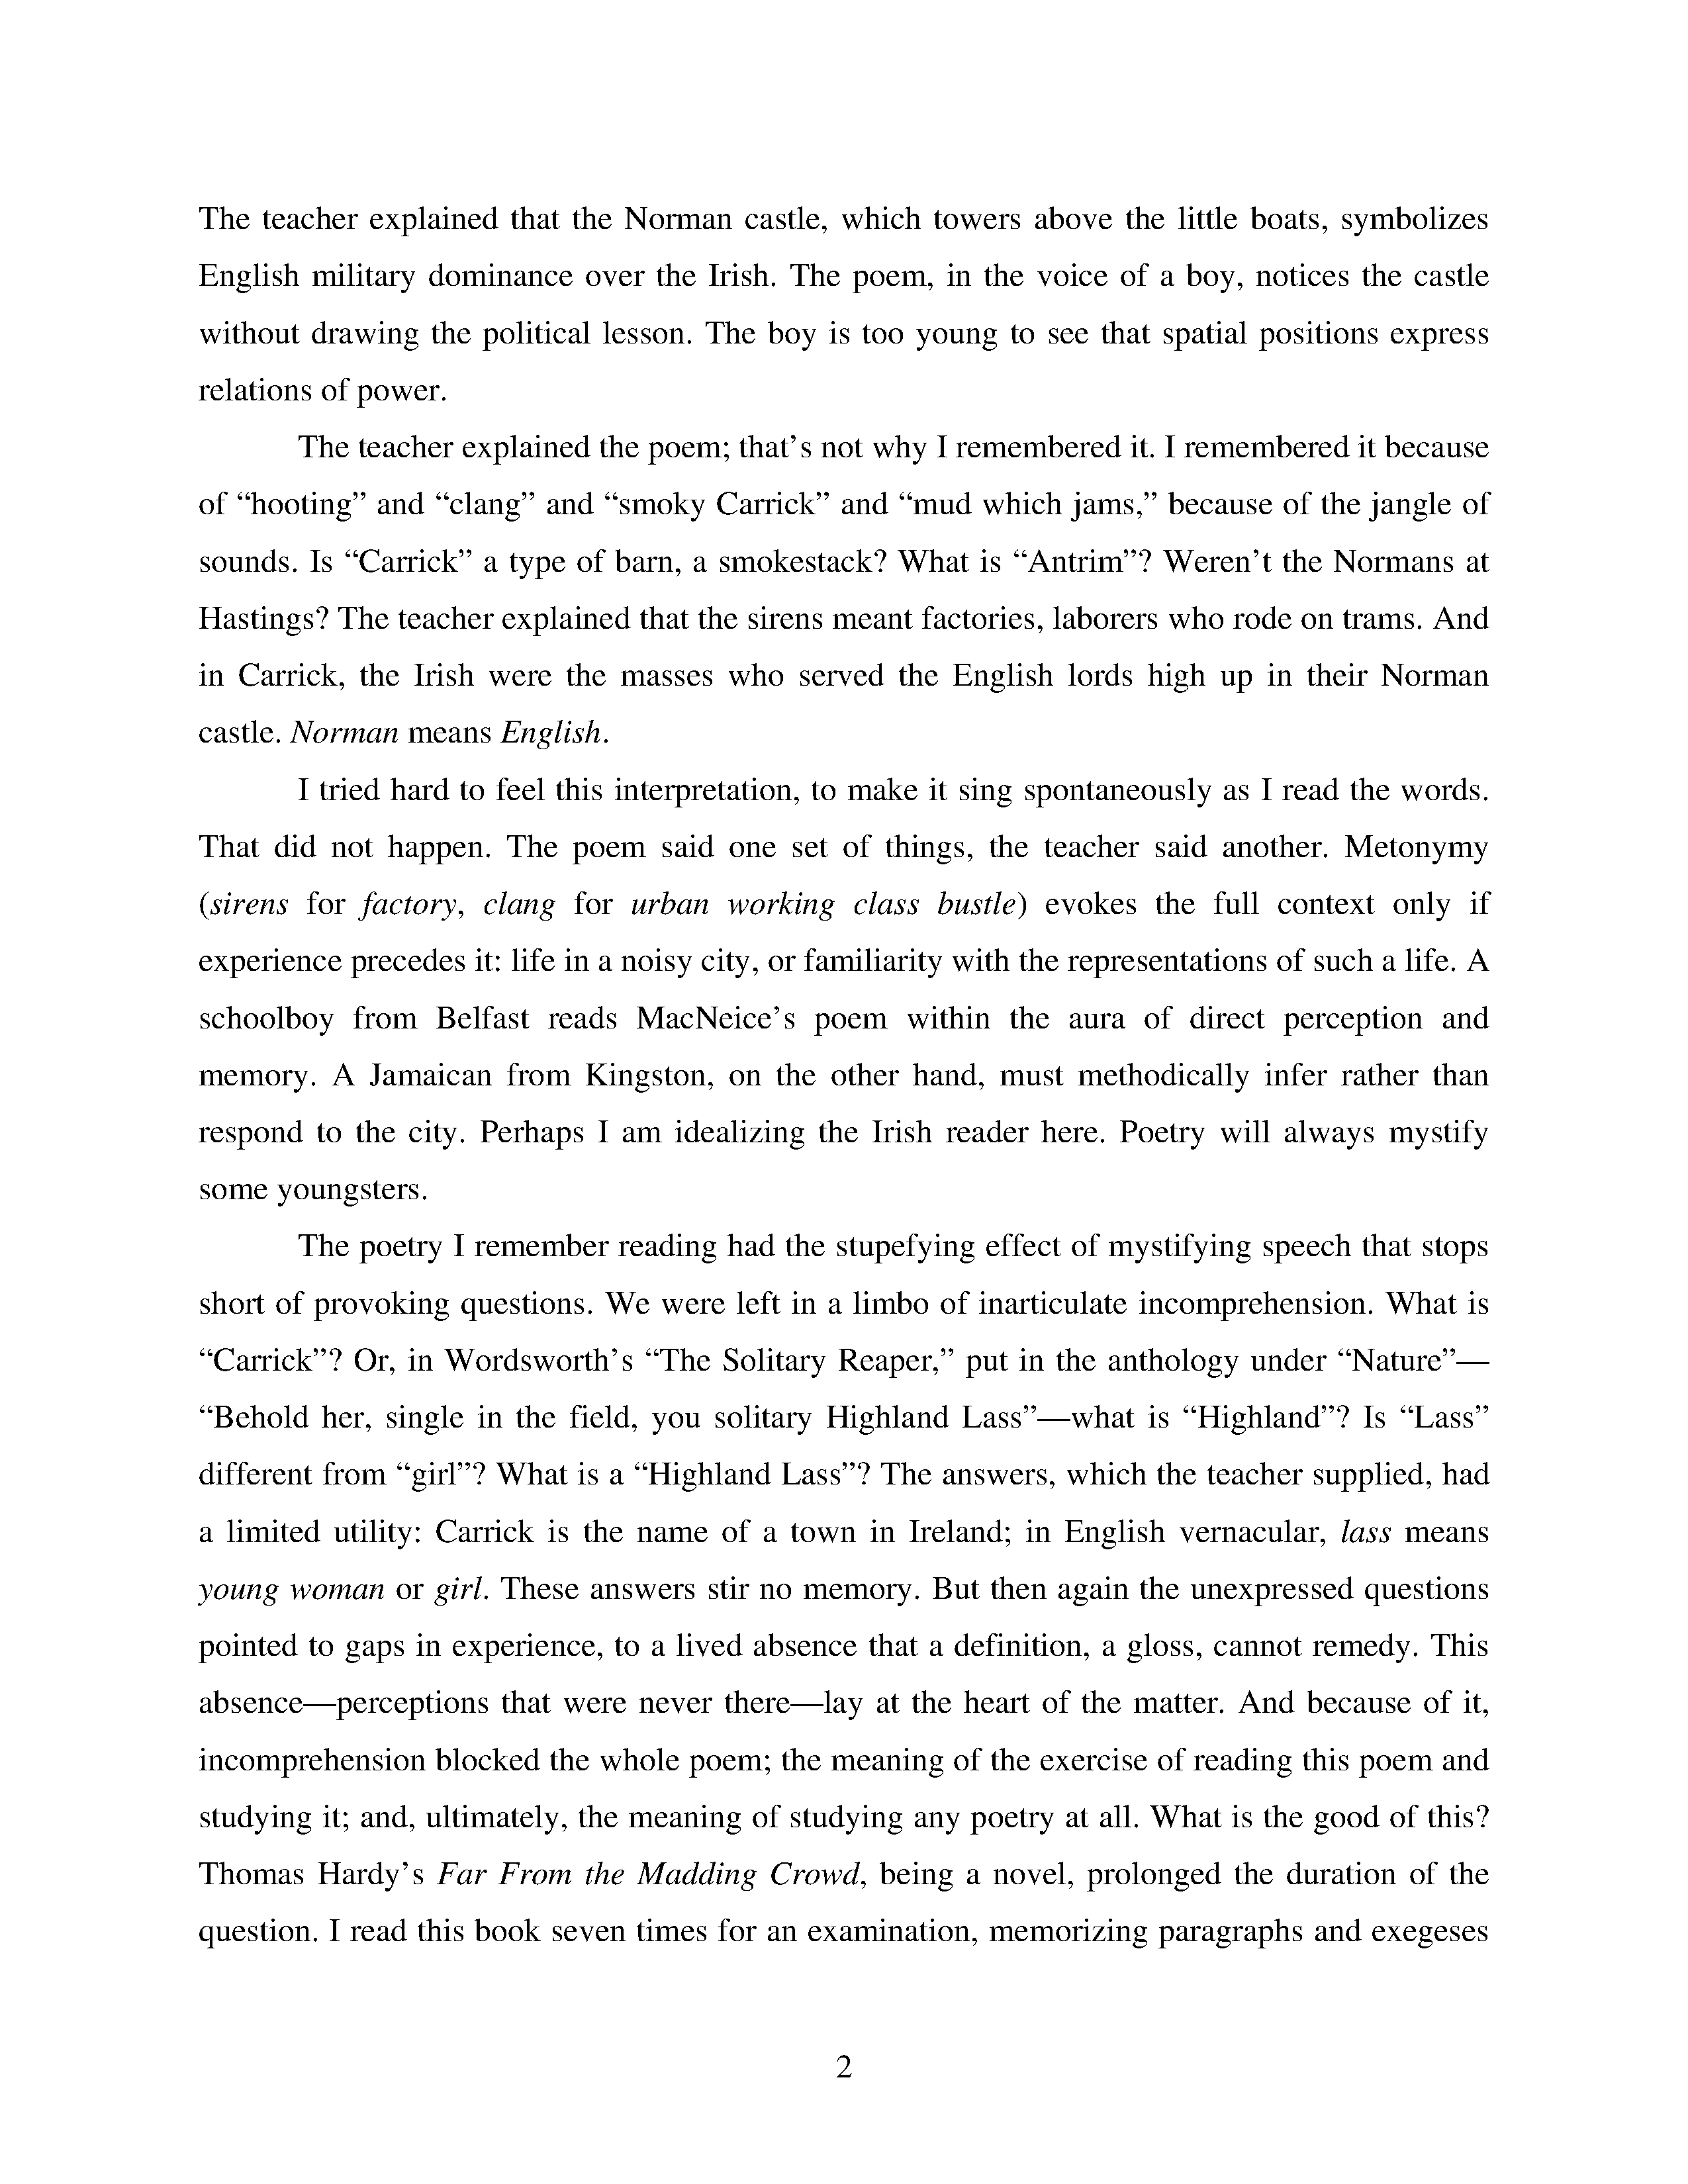 The teacher explained that the Norman castle, which towers above the little boats, symbolizes
English military dominance over the Irish. The poem, in the voice of a boy, notices the castle
without drawing the political lesson. The boy is too young to see that spatial positions express
relations of power.
The teacher explained the poem; that’s not why I remembered it. I remembered it because
of “hooting” and “clang” and “smoky Carrick” and “mud which jams,” because of the jangle of
sounds. Is “Carrick” a type of barn, a smokestack? What is “Antrim”? Weren’t the Normans at
Hastings? The teacher explained that the sirens meant factories, laborers who rode on trams. And
in Carrick, the Irish were the masses who served the English lords high up in their Norman
castle. Norman means English.
I tried hard to feel this interpretation, to make it sing spontaneously as I read the words.
That did not happen. The poem said one set of things, the teacher said another. Metonymy
(sirens for factory, clang for urban working class bustle) evokes the full context only if
experience precedes it: life in a noisy city, or familiarity with the representations of such a life. A
schoolboy from Belfast reads MacNeice’s poem within the aura of direct perception and
memory. A Jamaican from Kingston, on the other hand, must methodically infer rather than
respond to the city. Perhaps I am idealizing the Irish reader here. Poetry will always mystify
some youngsters.
The poetry I remember reading had the stupefying effect of mystifying speech that stops
short of provoking questions. We were left in a limbo of inarticulate incomprehension. What is
“Carrick”? Or, in Wordsworth’s “The Solitary Reaper,” put in the anthology under “Nature”—
“Behold her, single in the field, you solitary Highland Lass”—what is “Highland”? Is “Lass”
different from “girl”? What is a “Highland Lass”? The answers, which the teacher supplied, had
a limited utility: Carrick is the name of a town in Ireland; in English vernacular, lass means
young woman or girl. These answers stir no memory. But then again the unexpressed questions
pointed to gaps in experience, to a lived absence that a definition, a gloss, cannot remedy. This
absence—perceptions that were never there—lay at the heart of the matter. And because of it,
incomprehension blocked the whole poem; the meaning of the exercise of reading this poem and
studying it; and, ultimately, the meaning of studying any poetry at all. What is the good of this?
Thomas Hardy’s Far From the Madding Crowd, being a novel, prolonged the duration of the
question. I read this book seven times for an examination, memorizing paragraphs and exegeses
2